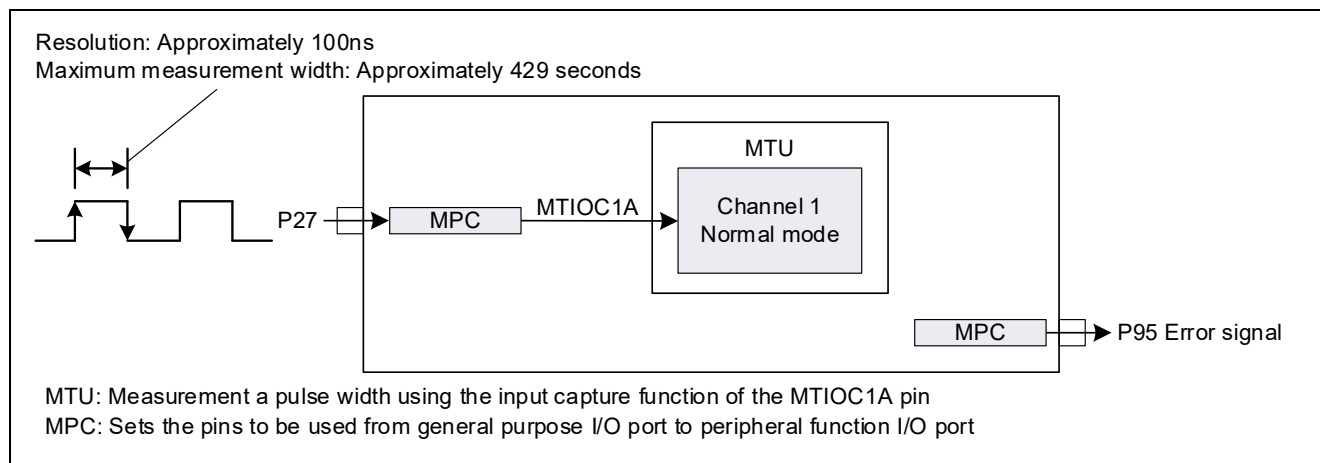 Resolution: Approximately 100ns
Maximum measurement width: Approximately 429 seconds
MTU
P27
MPC
MTIOC1A
Channel 1
Normal mode
MPC
P95 Error signal
MTU: Measurement a pulse width using the input capture function of the MTIOC1A pin
MPC: Sets the pins to be used from general purpose I/O port to peripheral function I/O port